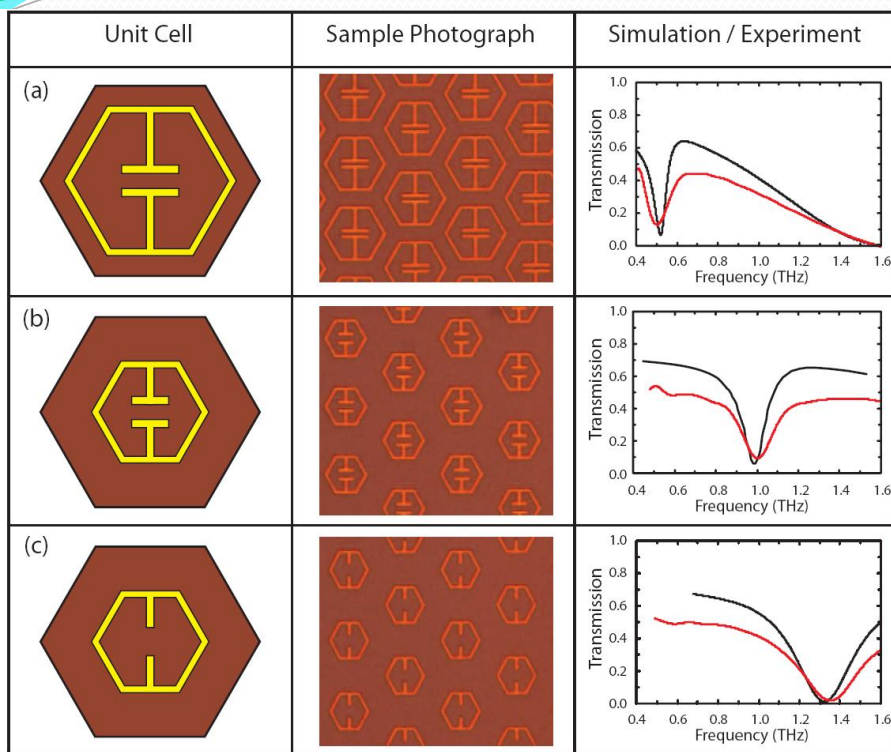 Unit Cell
Sample Photograph
Simulation / Experiment
(a)
1.0
0.8
0.6
0.4
0.2
0.0
Transmission
0.4 0.6 0.8 1.0 1.2 1.4 1.6
Frequency (THz)
(b)
1.0
0.8
0.6
0.4
0.2
0.0
Transmission
0.4 0.6 0.8 1.0 1.2 1.4 1.6
Frequency (THz)
(c)
1.0
0.8
0.6
0.4
0.2
0.0
Transmission
0.4 0.6 0.8 1.0 1.2 1.4 1.6
Frequency (THz)